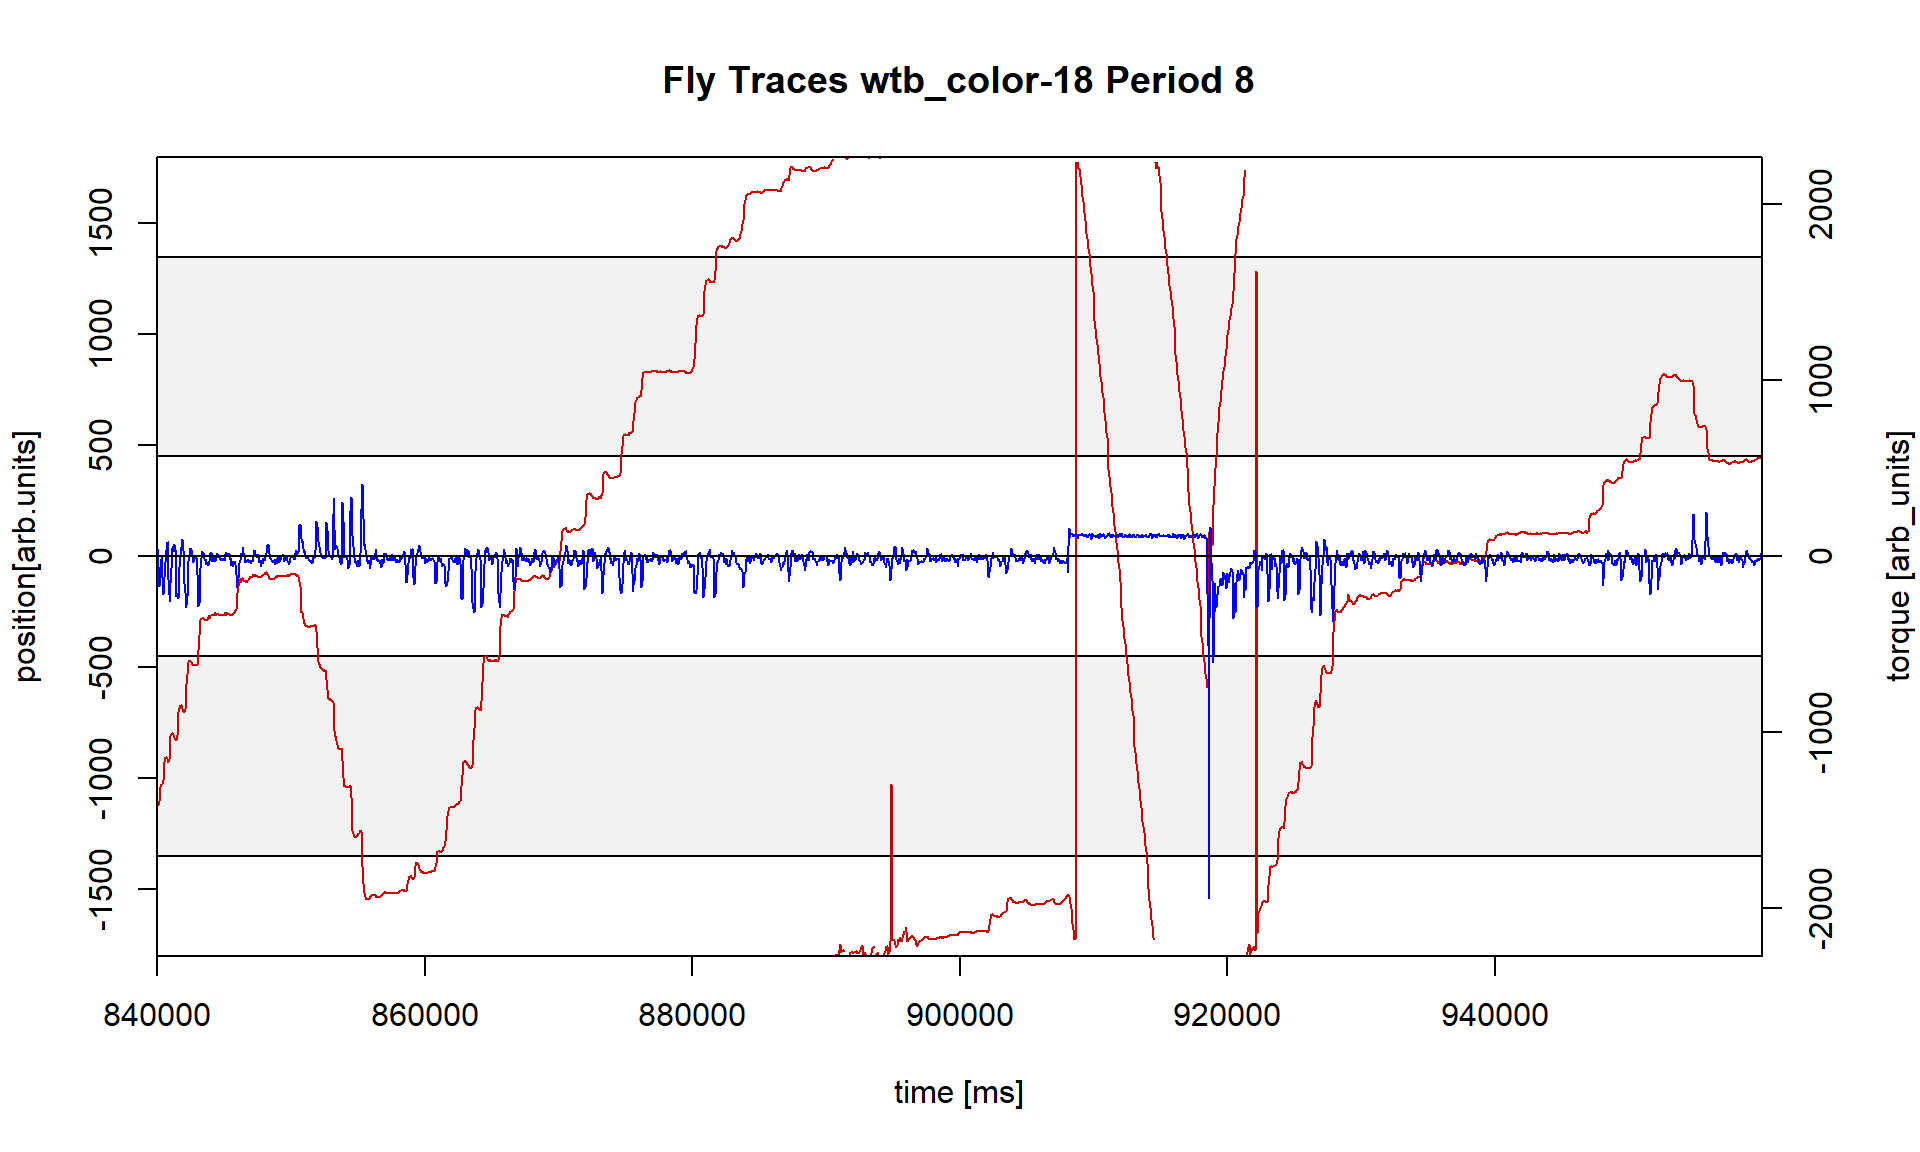 Fly Traces wtb_color-18 Period 8
position[arb.units]
1500
1000
500
0
-500
-1000
-1500
2000
1000
0
-1000
-2000
torque [arb_units]
840000 860000 880000 900000 920000 940000
time [ms]